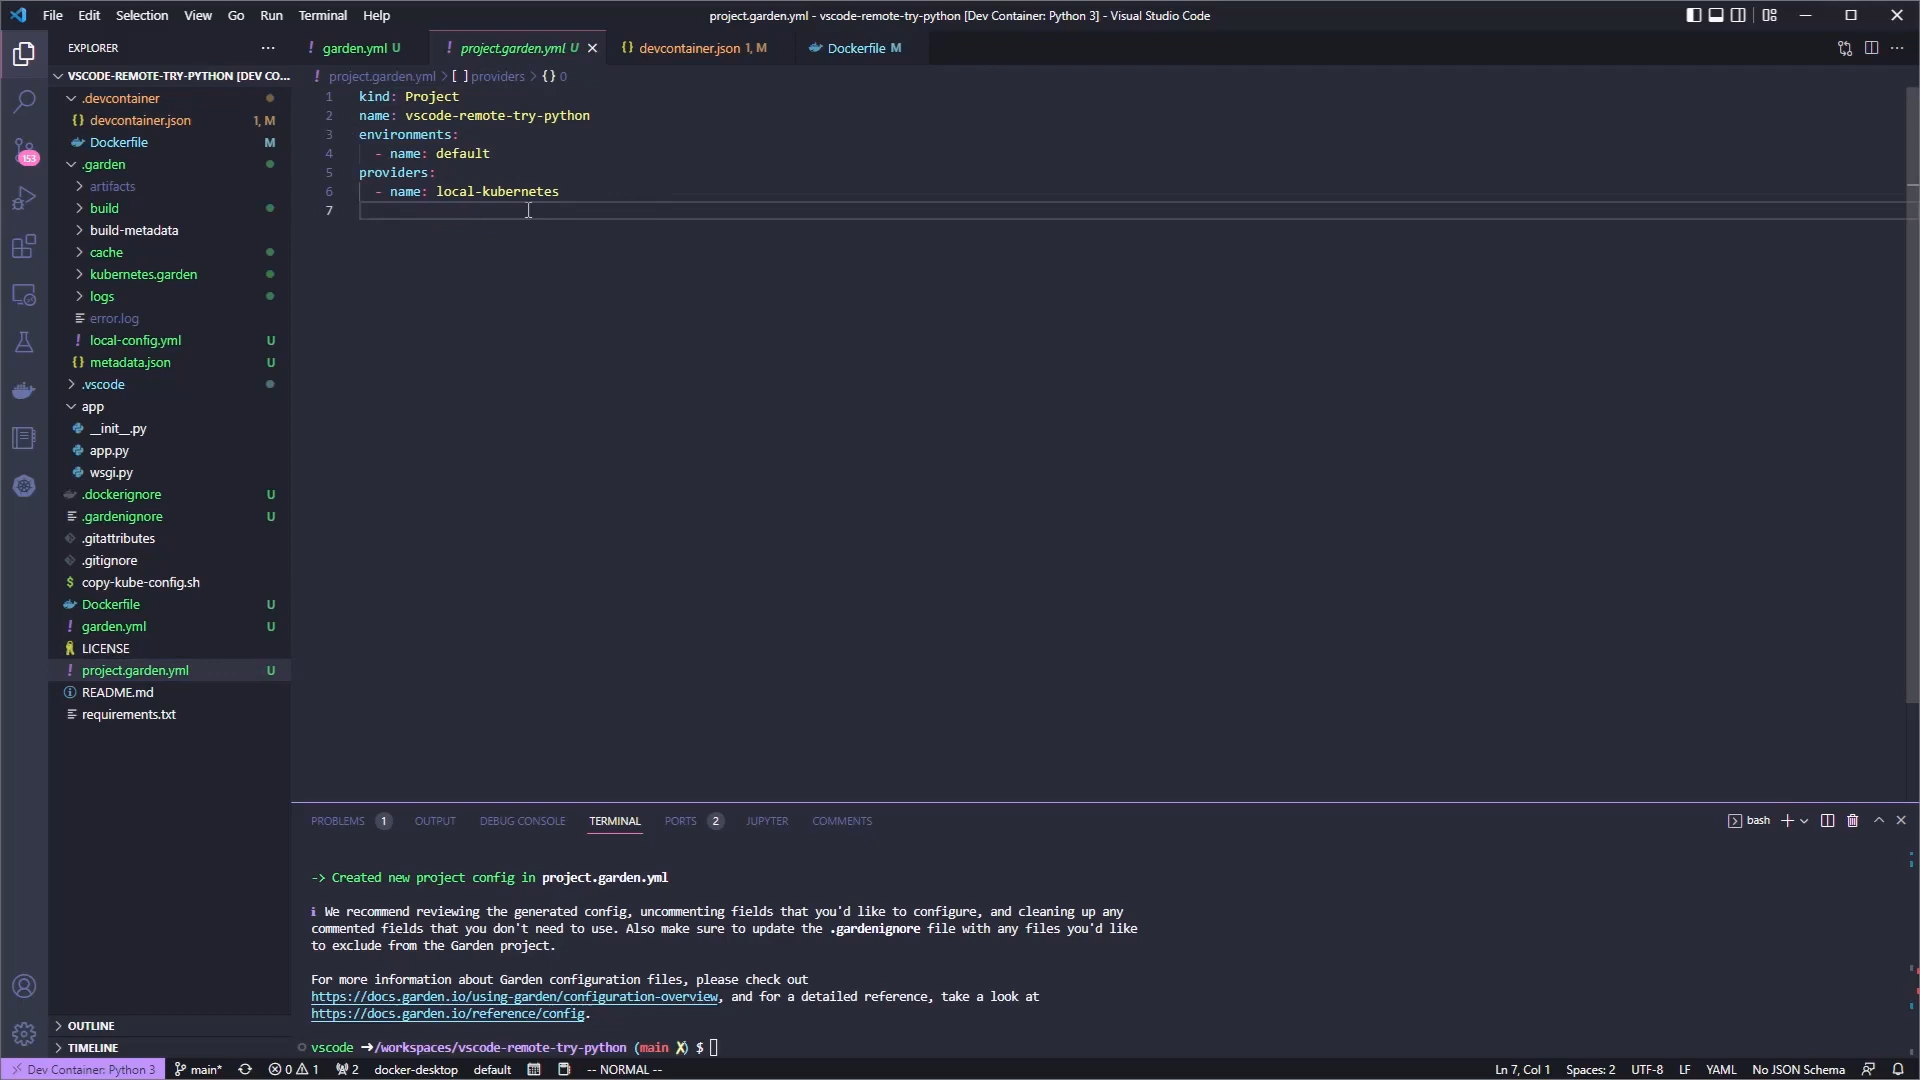 File Edit Selection View Go Run Terminal Help
project.garden.yml - vscode-remote-try-python [Dev Container: Python 3] - Visual Studio Code
EXPLORER
VSCODE-REMOTE-TRY-PYTHON [DEV CO...
.devcontainer
devcontainer.json 1, M
Dockerfile M
.garden
artifacts
build
build-metadata
cache
kubernetes.garden
logs
error.log
local-config.yml U
metadata.json U
.vscode
app
__init__.py
app.py
wsgi.py
.dockerignore U
.gardenignore U
.gitattributes
.gitignore
copy-kube-config.sh
Dockerfile U
garden.yml U
LICENSE
project.garden.yml U
README.md
requirements.txt
OUTLINE
TIMELINE
153
garden.yml U
project.garden.yml U
devcontainer.json 1, M
Dockerfile M
project.garden.yml > [ ] providers > {} 0
1 kind: Project
2 name: vscode-remote-try-python
3 environments:
4 - name: default
5 providers:
6 - name: local-kubernetes
7
PROBLEMS 1 OUTPUT DEBUG CONSOLE TERMINAL PORTS 2 JUPYTER COMMENTS
bash
-> Created new project config in project.garden.yml
i We recommend reviewing the generated config, uncommenting fields that you'd like to configure, and cleaning up any
commented fields that you don't need to use. Also make sure to update the .gardenignore file with any files you'd like
to exclude from the Garden project.
For more information about Garden configuration files, please check out
https://docs.garden.io/using-garden/configuration-overview, and for a detailed reference, take a look at
https://docs.garden.io/reference/config.
vscode ➜/workspaces/vscode-remote-try-python (main ✗) $
Dev Container: Python 3 main* 0 1 2 docker-desktop default -- NORMAL -- Ln 7, Col 1 Spaces: 2 UTF-8 LF YAML No JSON Schema